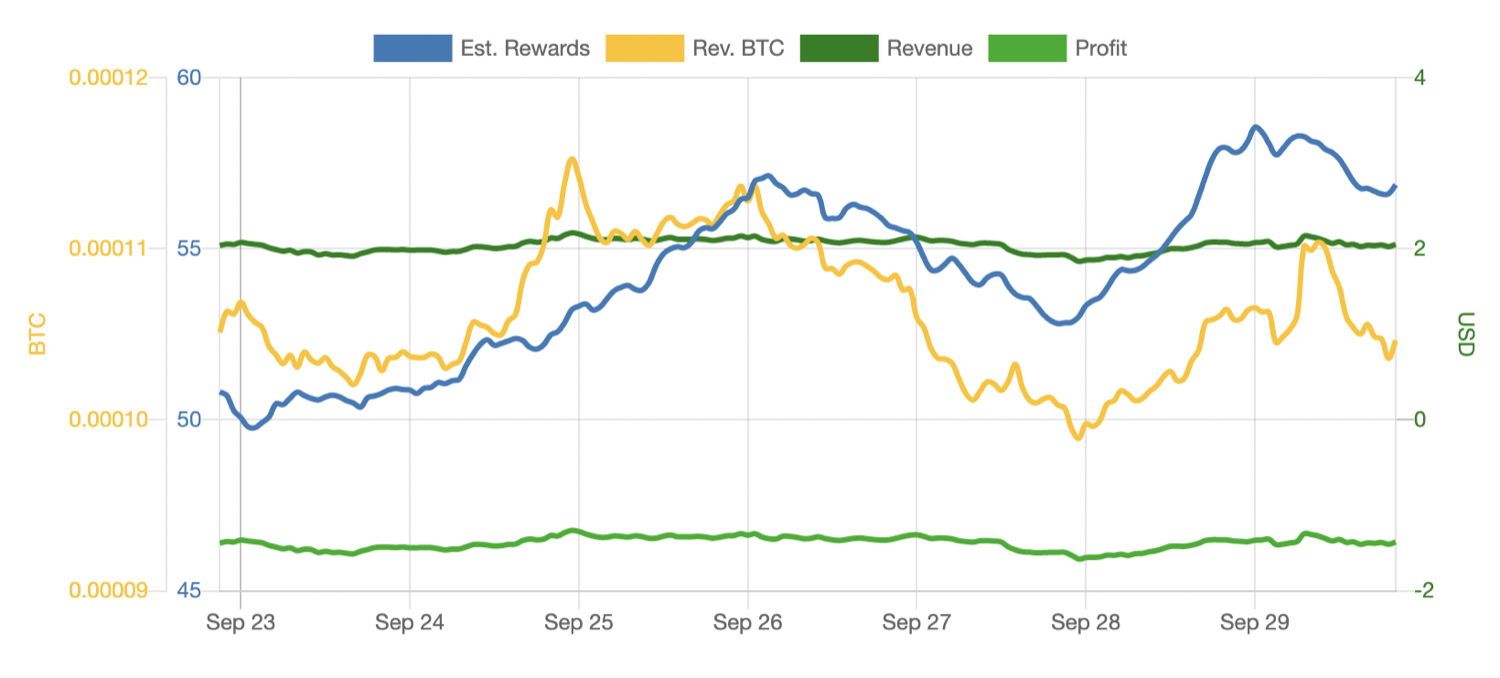 Est. Rewards Rev. BTC Revenue Profit
0.00012 60 4
0.00011 55 2
BTC USD
0.00010 50 0
0.00009 45 -2
Sep 23 Sep 24 Sep 25 Sep 26 Sep 27 Sep 28 Sep 29